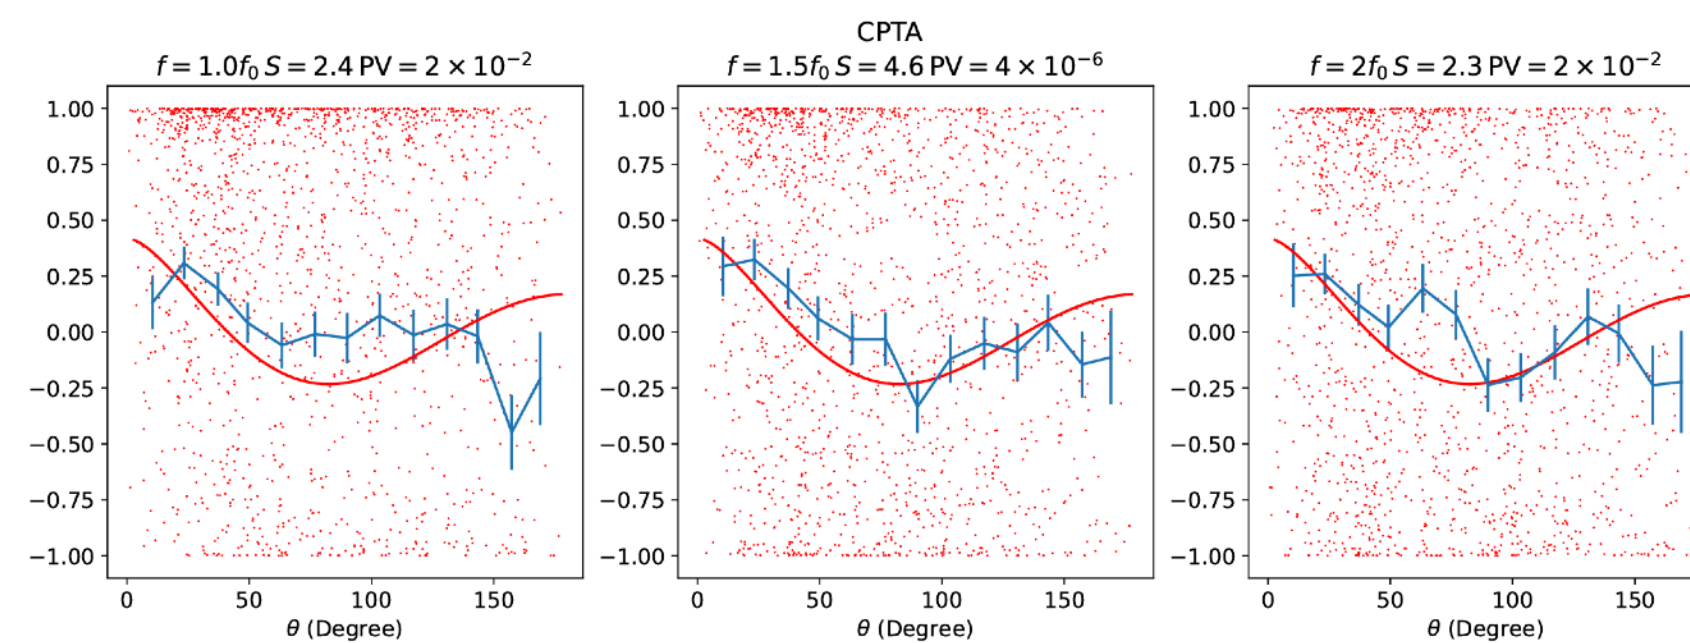 CPTA
f = 1.0f₀ S = 2.4 PV = 2 × 10⁻²
f = 1.5f₀ S = 4.6 PV = 4 × 10⁻⁶
f = 2f₀ S = 2.3 PV = 2 × 10⁻²
1.00 1.00 1.00
0.75 0.75 0.75
0.50 0.50 0.50
0.25 0.25 0.25
0.00 0.00 0.00
−0.25 −0.25 −0.25
−0.50 −0.50 −0.50
−0.75 −0.75 −0.75
−1.00 −1.00 −1.00
0 50 100 150 0 50 100 150 0 50 100 150
θ (Degree) θ (Degree) θ (Degree)